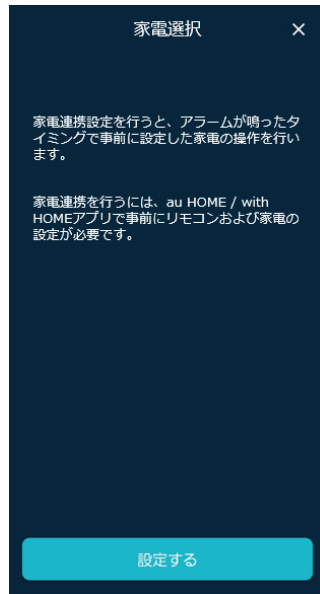 家電選択 ×
家電連携設定を行うと、アラームが鳴ったタ
イミングで事前に設定した家電の操作を行い
ます。
家電連携を行うには、au HOME / with
HOMEアプリで事前にリモコンおよび家電の
設定が必要です。
設定する